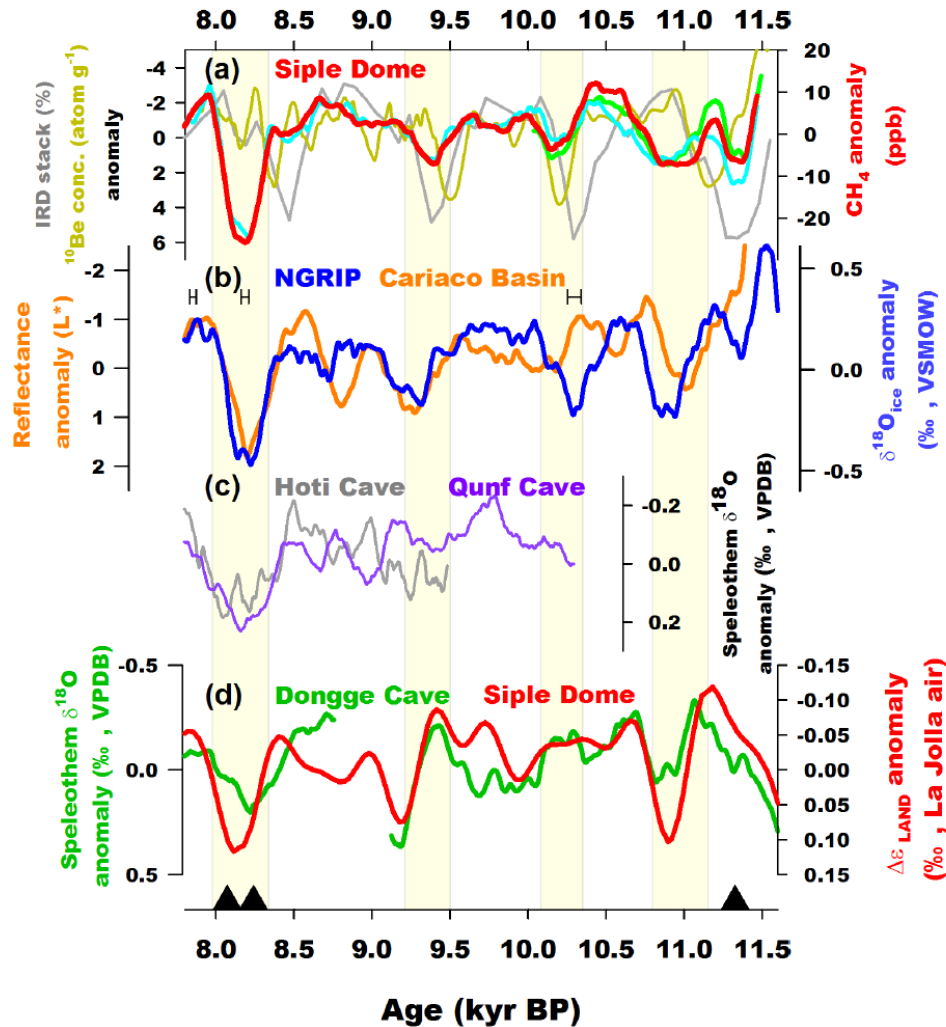 8.0 8.5 9.0 9.5 10.0 10.5 11.0 11.5
(a) Siple Dome
IRD stack (%)
¹⁰Be conc. (atom g⁻¹)
anomaly
-4
-2
0
2
4
6
20
10
0
-10
-20
CH₄ anomaly
(ppb)
(b) NGRIP Cariaco Basin
Reflectance
anomaly (L*)
-2
-1
0
1
2
0.5
0.0
-0.5
δ¹⁸Oice anomaly
(‰, VSMOW)
(c) Hoti Cave Qunf Cave
-0.2
0.0
0.2
Speleothem δ¹⁸O
anomaly (‰, VPDB)
(d) Dongge Cave Siple Dome
Speleothem δ¹⁸O
anomaly (‰, VPDB)
-0.5
0.0
0.5
-0.15
-0.10
-0.05
0.00
0.05
0.10
0.15
Δε LAND anomaly
(‰, La Jolla air)
8.0 8.5 9.0 9.5 10.0 10.5 11.0 11.5
Age (kyr BP)